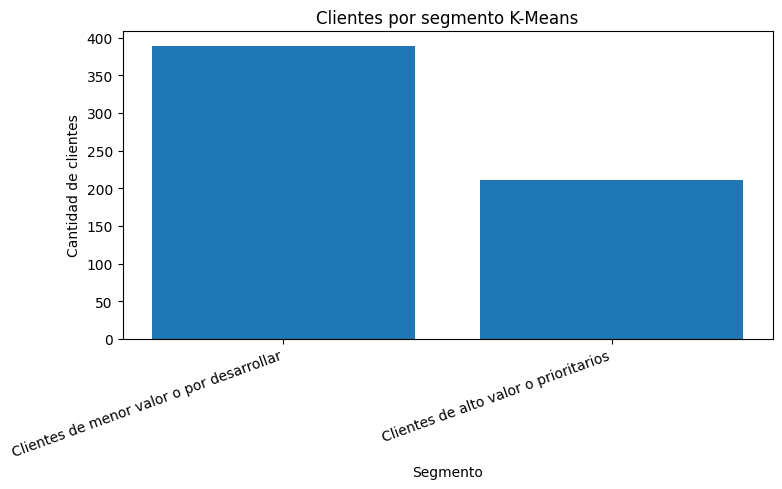 Clientes por segmento K-Means
Cantidad de clientes
400
350
300
250
200
150
100
50
0
Clientes de menor valor o por desarrollar
Clientes de alto valor o prioritarios
Segmento